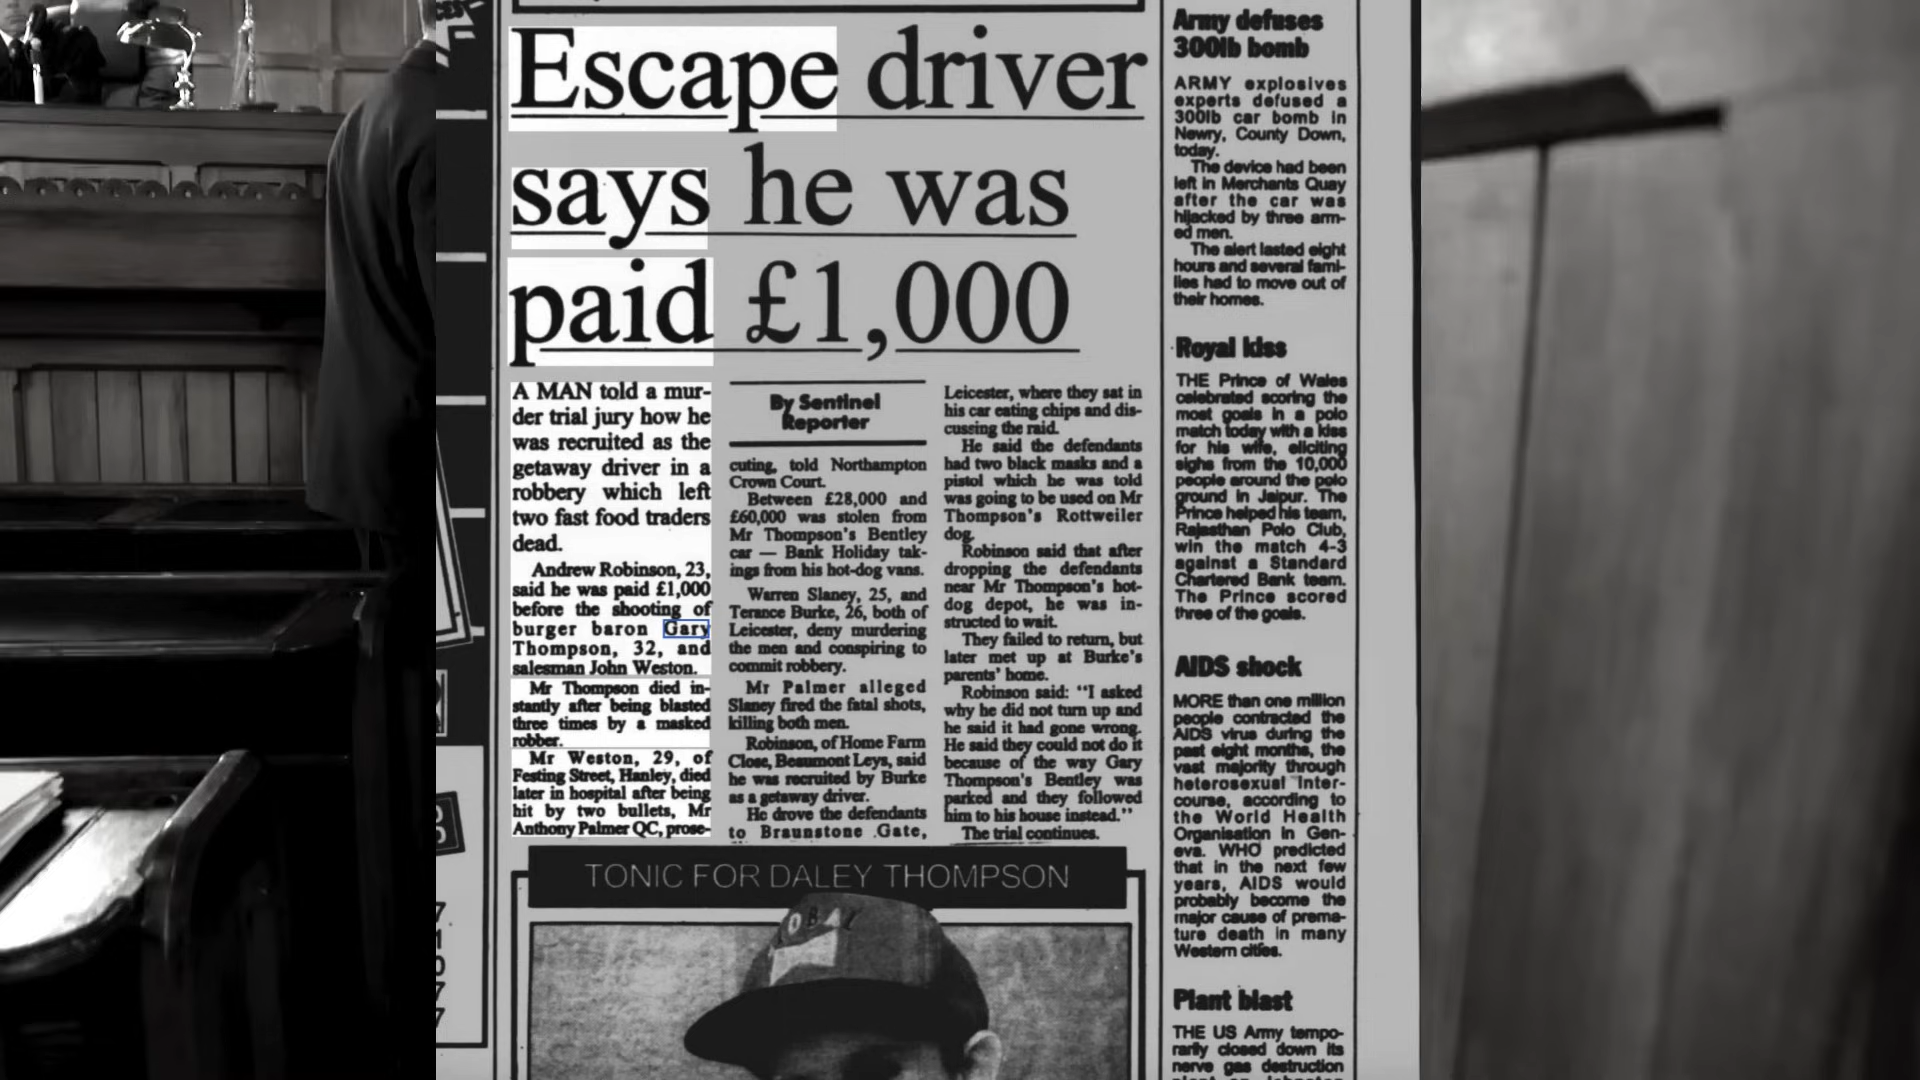 Escape driver
says he was
paid £1,000
A MAN told a mur-
der trial jury how he
was recruited as the
getaway driver in a
robbery which left
two fast food traders
dead.
Andrew Robinson, 23,
said he was paid £1,000
before the shooting of
burger baron Gary
Thompson, 32, and
salesman John Weston.
Mr Thompson died in-
stantly after being blasted
three times by a masked
robber.
Mr Weston, 29, of
Festing Street, Hanley, died
later in hospital after being
hit by two bullets, Mr
Anthony Palmer QC, prose-
By Sentinel
Reporter
cuting, told Northampton
Crown Court.
Between £28,000 and
£60,000 was stolen from
Mr Thompson's Bentley
car — Bank Holiday tak-
ings from his hot-dog vans.
Warren Slaney, 25, and
Terance Burke, 26, both of
Leicester, deny murdering
the men and conspiring to
commit robbery.
Mr Palmer alleged
Slaney fired the fatal shots,
killing both men.
Robinson, of Home Farm
Close, Beaumont Leys, said
he was recruited by Burke
as a getaway driver.
He drove the defendants
to Braunstone Gate,
Leicester, where they sat in
his car eating chips and dis-
cussing the raid.
He said the defendants
had two black masks and a
pistol which he was told
was going to be used on Mr
Thompson's Rottweiler
dog.
Robinson said that after
dropping the defendants
near Mr Thompson's hot-
dog depot, he was in-
structed to wait.
They failed to return, but
later met up at Burke's
parents' home.
Robinson said: "I asked
why he did not turn up and
he said it had gone wrong.
He said they could not do it
because of the way Gary
Thompson's Bentley was
parked and they followed
him to his house instead."
The trial continues.
TONIC FOR DALEY THOMPSON
Army defuses
300lb bomb
ARMY explosives
experts defused a
300lb car bomb in
Newry, County Down,
today.
The device had been
left in Merchants Quay
after the car was
hijacked by three arm-
ed men.
The alert lasted eight
hours and several fami-
lies had to move out of
their homes.
Royal kiss
THE Prince of Wales
celebrated scoring the
most goals in a polo
match today with a kiss
for his wife, eliciting
sighs from the 10,000
people around the polo
ground in Jaipur. The
Prince helped his team,
Rajasthan Polo Club,
win the match 4-3
against a Standard
Chartered Bank team.
The Prince scored
three of the goals.
AIDS shock
MORE than one million
people contracted the
AIDS virus during the
past eight months, the
vast majority through
heterosexual inter-
course, according to
the World Health
Organisation in Gen-
eva. WHO predicted
that in the next few
years, AIDS would
probably become the
major cause of prema-
ture death in many
Western cities.
Plant blast
THE US Army tempo-
rarily closed down its
nerve gas destruction